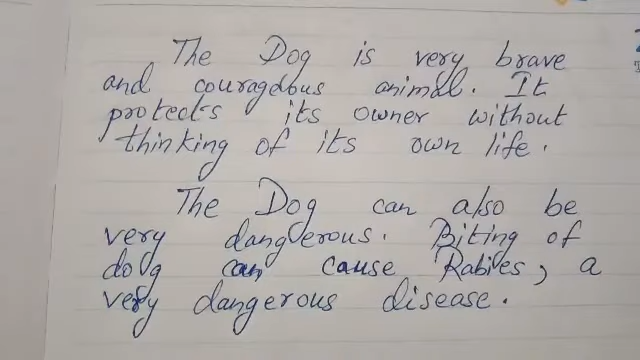 The Dog is very brave
and couragdous animal. It
protects its owner without
thinking of its own life.
The Dog can also be
very dangerous. Biting of
dog can cause Rabies, a
very dangerous disease.